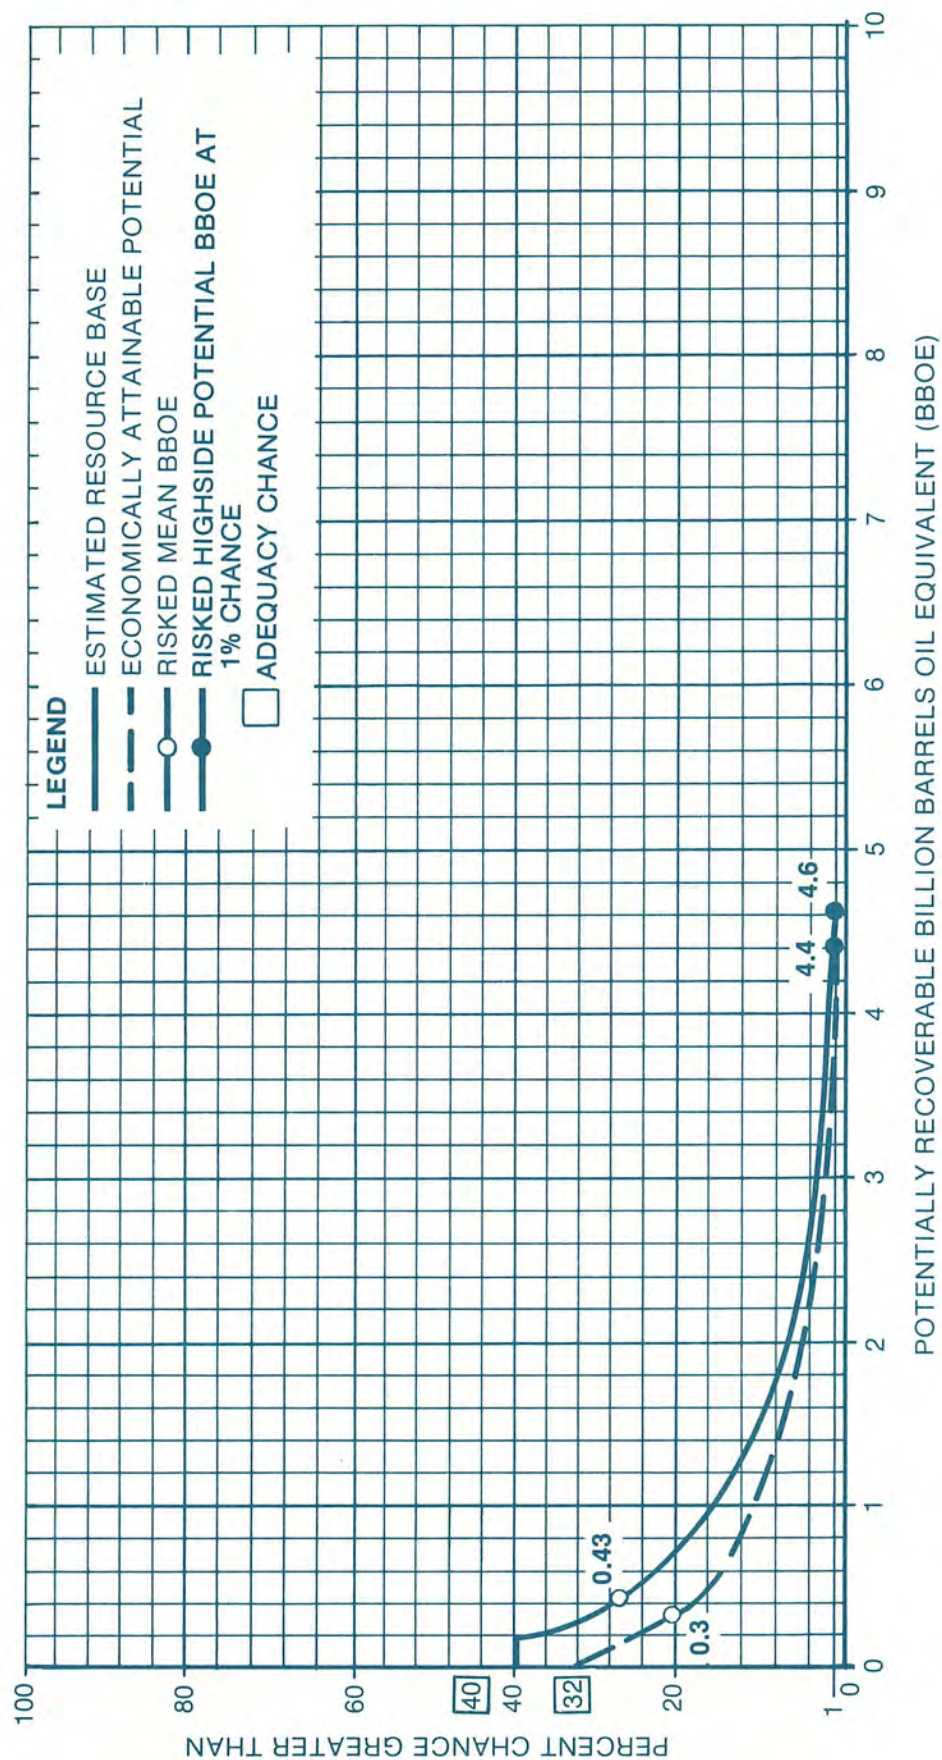 LEGEND
ESTIMATED RESOURCE BASE
ECONOMICALLY ATTAINABLE POTENTIAL
RISKED MEAN BBOE
RISKED HIGHSIDE POTENTIAL BBOE AT
1% CHANCE
ADEQUACY CHANCE
PERCENT CHANCE GREATER THAN
100
80
60
40
40
32
20
1
0
0.43
0.3
4.4
4.6
0
1
2
3
4
5
6
7
8
9
10
POTENTIALLY RECOVERABLE BILLION BARRELS OIL EQUIVALENT (BBOE)